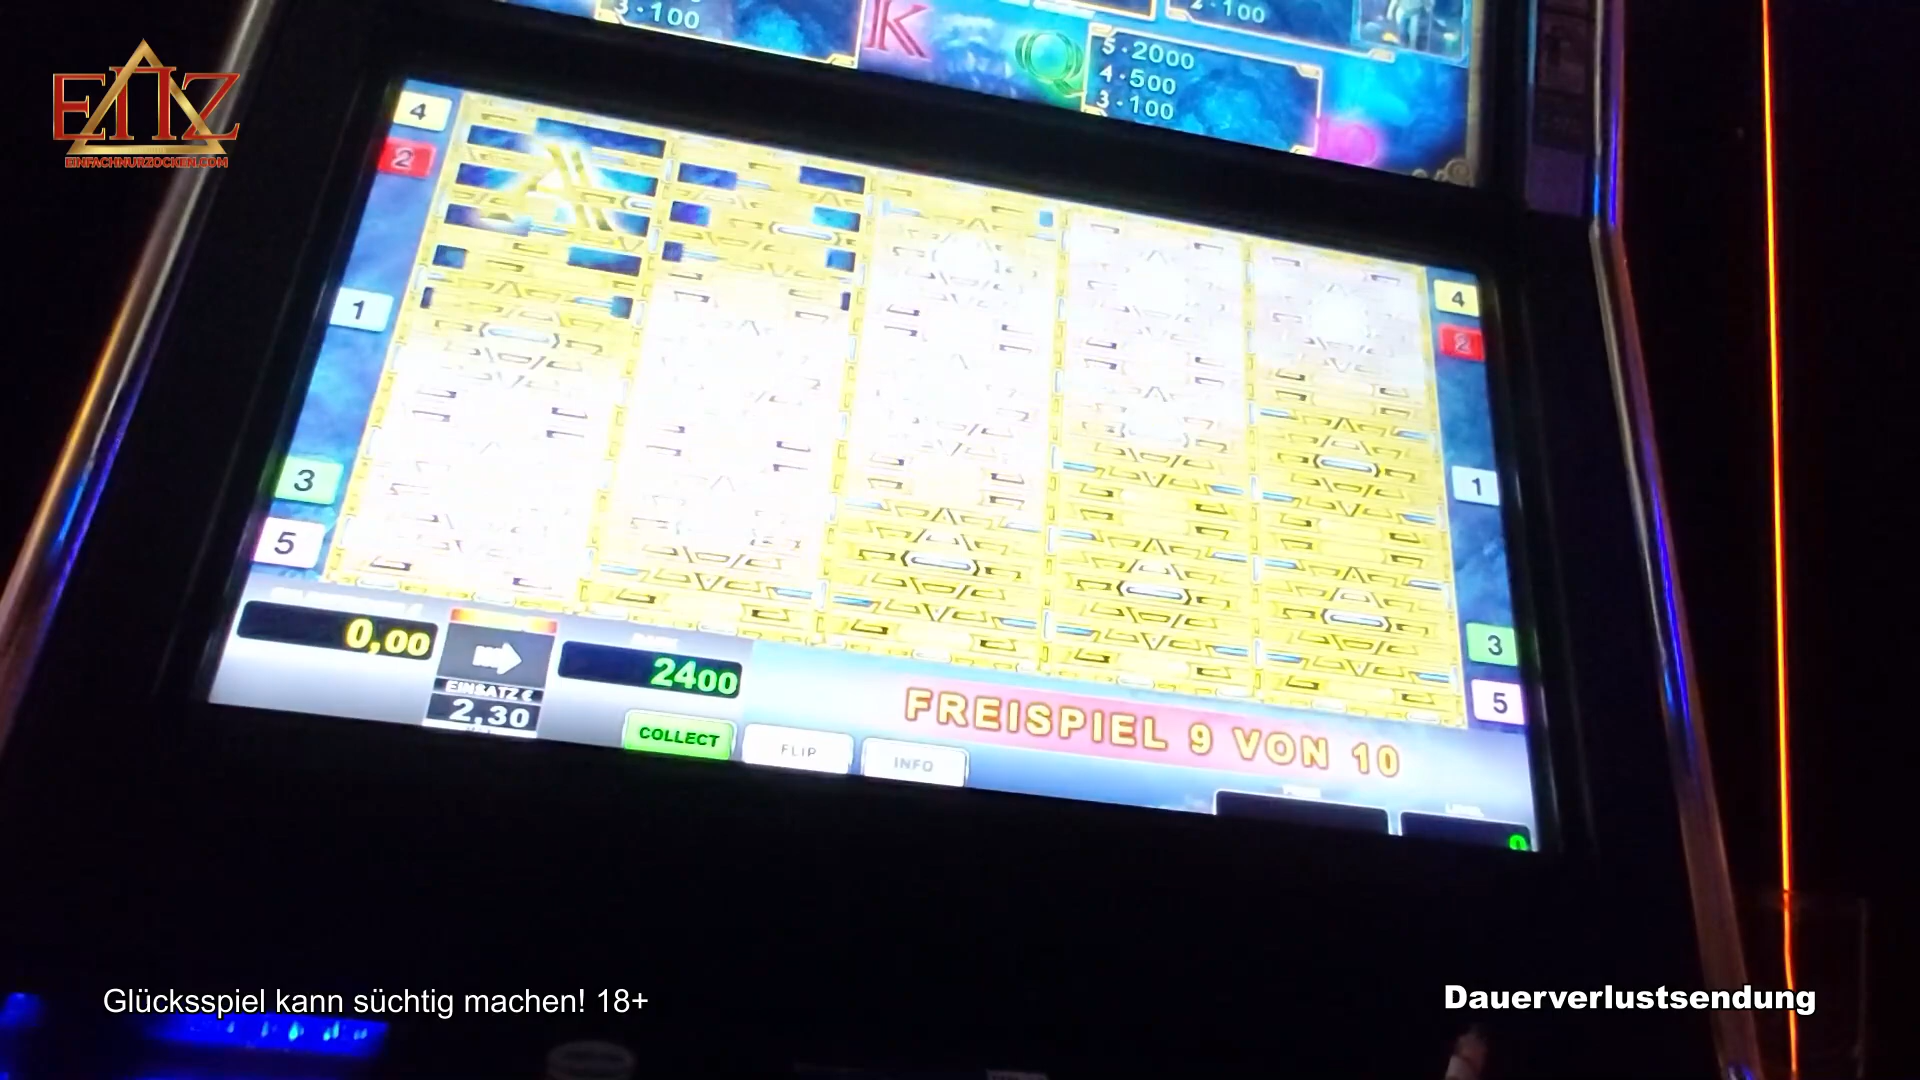 3·100
2·100
K
Q
5·2000
4·500
3·100
EΠZ
EINFACHNURZOCKEN.COM
4
2
1
3
5
4
2
1
3
5
0,00
EINSATZ €
2,30
2400
COLLECT
FLIP
INFO
FREISPIEL 9 VON 10
0
Glücksspiel kann süchtig machen! 18+
Dauerverlustsendung